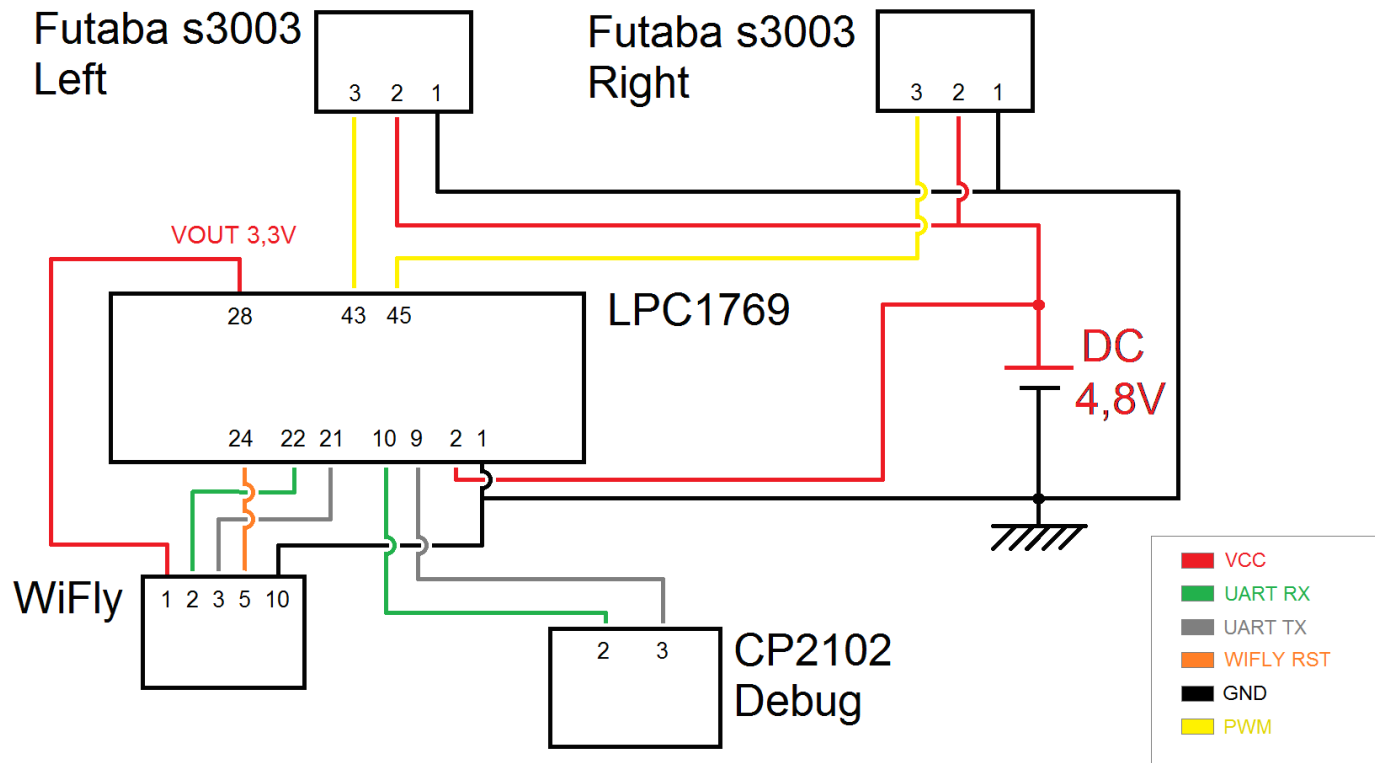 Futaba s3003
Left
3 2 1
Futaba s3003
Right
3 2 1
VOUT 3,3V
28 43 45
LPC1769
24 22 21 10 9 2 1
DC
4,8V
WiFly
1 2 3 5 10
2 3
CP2102
Debug
VCC
UART RX
UART TX
WIFLY RST
GND
PWM